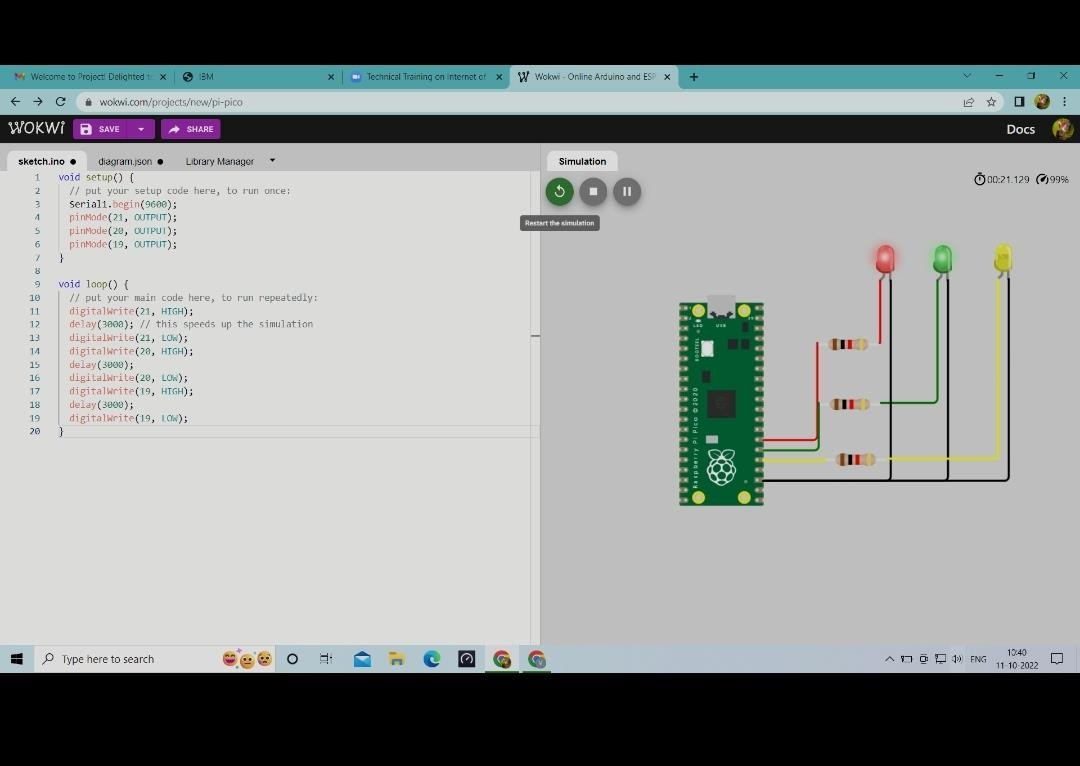 Welcome to Project! Delighted t
IBM
Technical Training on Internet of
Wokwi - Online Arduino and ESP
wokwi.com/projects/new/pi-pico
WOKWi
SAVE
SHARE
Docs
sketch.ino
diagram.json
Library Manager
Simulation
1 void setup() {
2 // put your setup code here, to run once:
3 Serial1.begin(9600);
4 pinMode(21, OUTPUT);
5 pinMode(20, OUTPUT);
6 pinMode(19, OUTPUT);
7 }
8
9 void loop() {
10 // put your main code here, to run repeatedly:
11 digitalWrite(21, HIGH);
12 delay(3000); // this speeds up the simulation
13 digitalWrite(21, LOW);
14 digitalWrite(20, HIGH);
15 delay(3000);
16 digitalWrite(20, LOW);
17 digitalWrite(19, HIGH);
18 delay(3000);
19 digitalWrite(19, LOW);
20 }
00:21.129
99%
Restart the simulation
LED
USB
BOOTSEL
Raspberry Pi Pico © 2020
Type here to search
ENG
10:40
11-10-2022